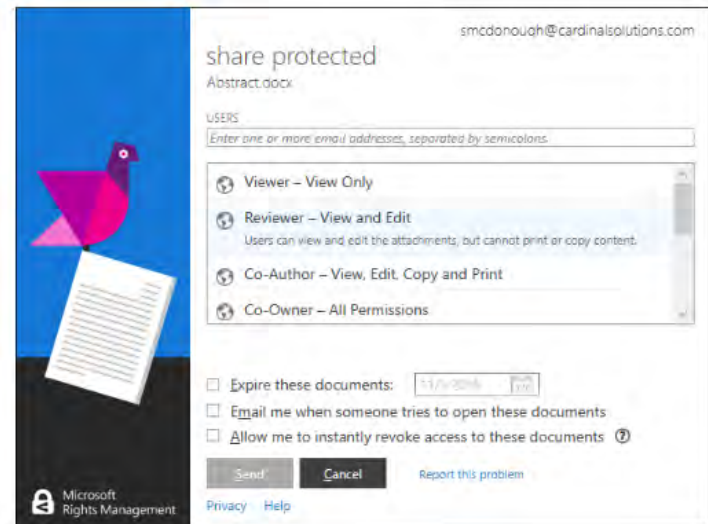 smcdonough@cardinalsolutions.com
share protected
Abstract.docx
USERS
Enter one or more email addresses, separated by semicolons.
Viewer – View Only
Reviewer – View and Edit
Users can view and edit the attachments, but cannot print or copy content.
Co-Author – View, Edit, Copy and Print
Co-Owner – All Permissions
Expire these documents:
Email me when someone tries to open these documents
Allow me to instantly revoke access to these documents ?
Send Cancel Report this problem
Privacy Help
Microsoft
Rights Management